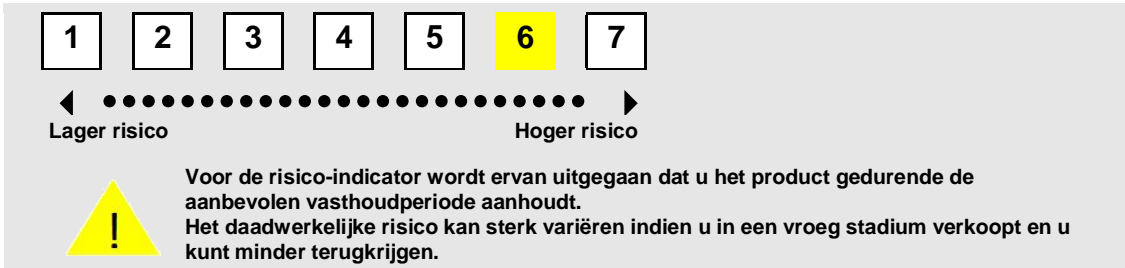 1 2 3 4 5 6 7
Lager risico Hoger risico
!
Voor de risico-indicator wordt ervan uitgegaan dat u het product gedurende de
aanbevolen vasthoudperiode aanhoudt.
Het daadwerkelijke risico kan sterk variëren indien u in een vroeg stadium verkoopt en u
kunt minder terugkrijgen.